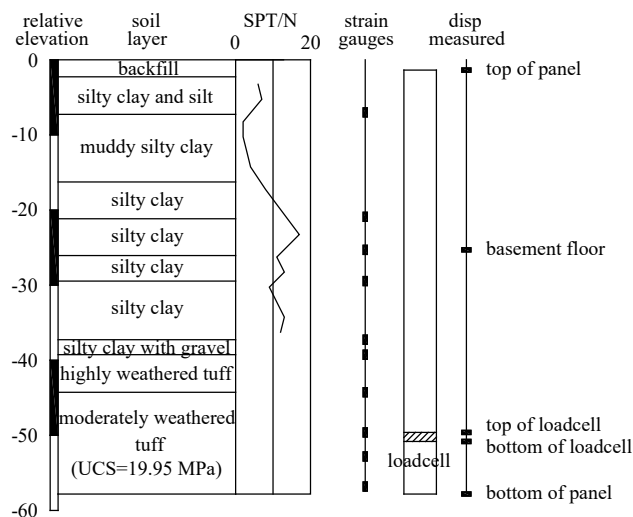 relative elevation
soil layer
SPT/N
0 20
strain gauges
disp measured
0
-10
-20
-30
-40
-50
-60
backfill
silty clay and silt
muddy silty clay
silty clay
silty clay
silty clay
silty clay
silty clay with gravel
highly weathered tuff
moderately weathered
tuff
(UCS=19.95 MPa)
loadcell
top of panel
basement floor
top of loadcell
bottom of loadcell
bottom of panel